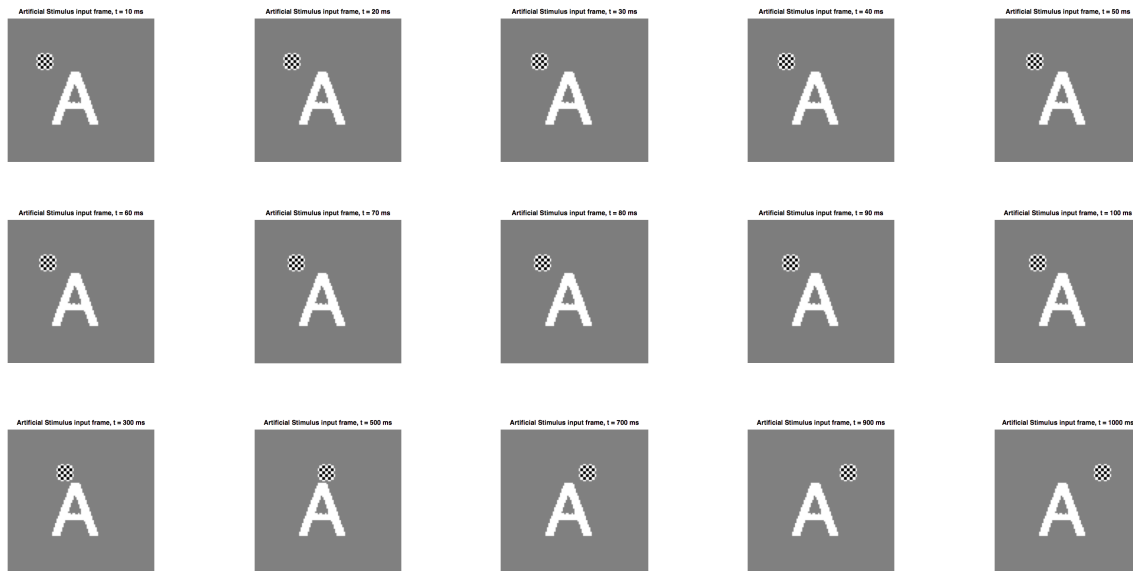 Artificial Stimulus input frame, t = 10 ms
Artificial Stimulus input frame, t = 20 ms
Artificial Stimulus input frame, t = 30 ms
Artificial Stimulus input frame, t = 40 ms
Artificial Stimulus input frame, t = 50 ms
A
A
A
A
A
Artificial Stimulus input frame, t = 60 ms
Artificial Stimulus input frame, t = 70 ms
Artificial Stimulus input frame, t = 80 ms
Artificial Stimulus input frame, t = 90 ms
Artificial Stimulus input frame, t = 100 ms
A
A
A
A
A
Artificial Stimulus input frame, t = 300 ms
Artificial Stimulus input frame, t = 500 ms
Artificial Stimulus input frame, t = 700 ms
Artificial Stimulus input frame, t = 900 ms
Artificial Stimulus input frame, t = 1000 ms
A
A
A
A
A